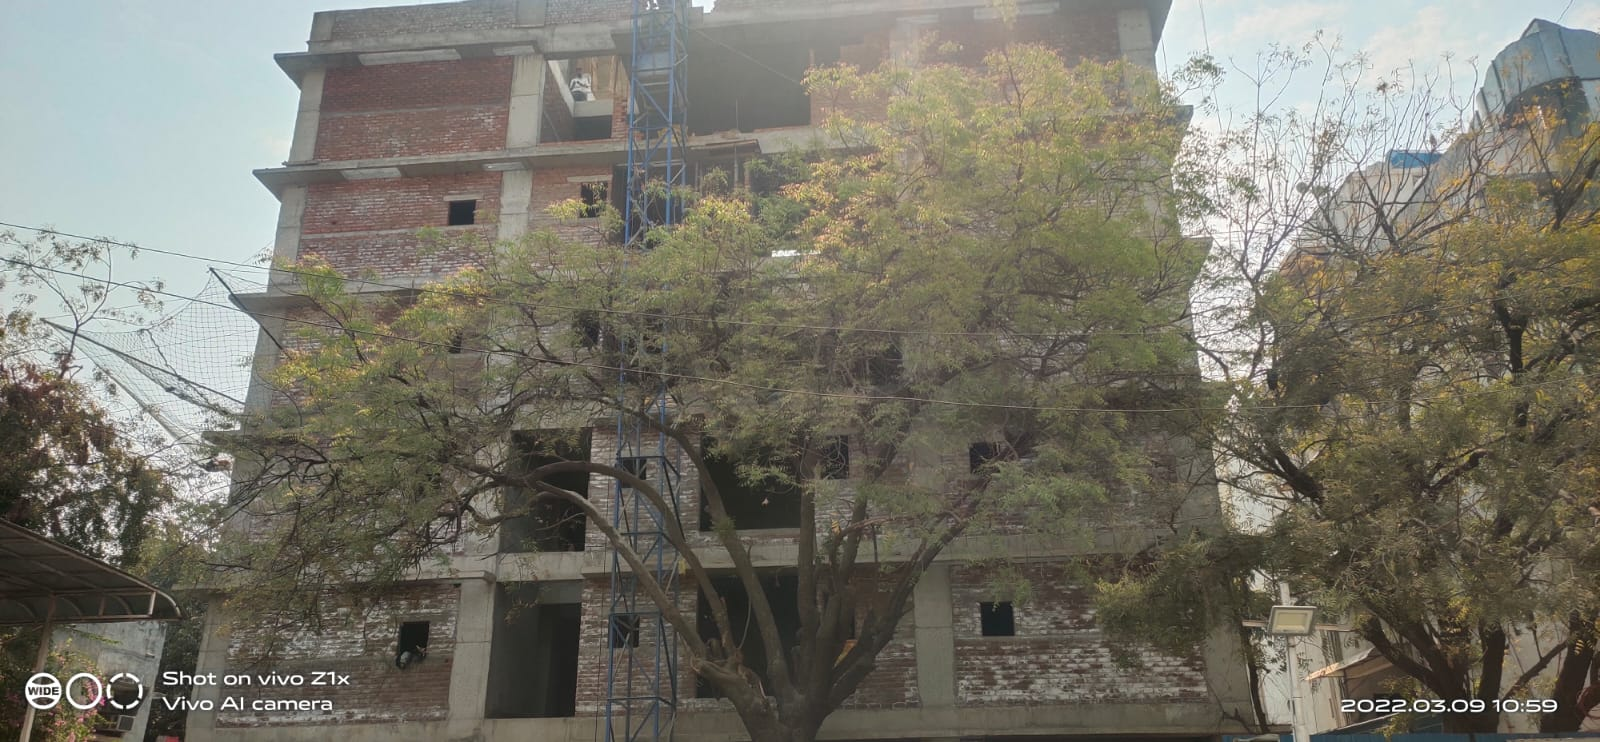 WIDE
Shot on vivo Z1x
Vivo AI camera
2022.03.09 10:59